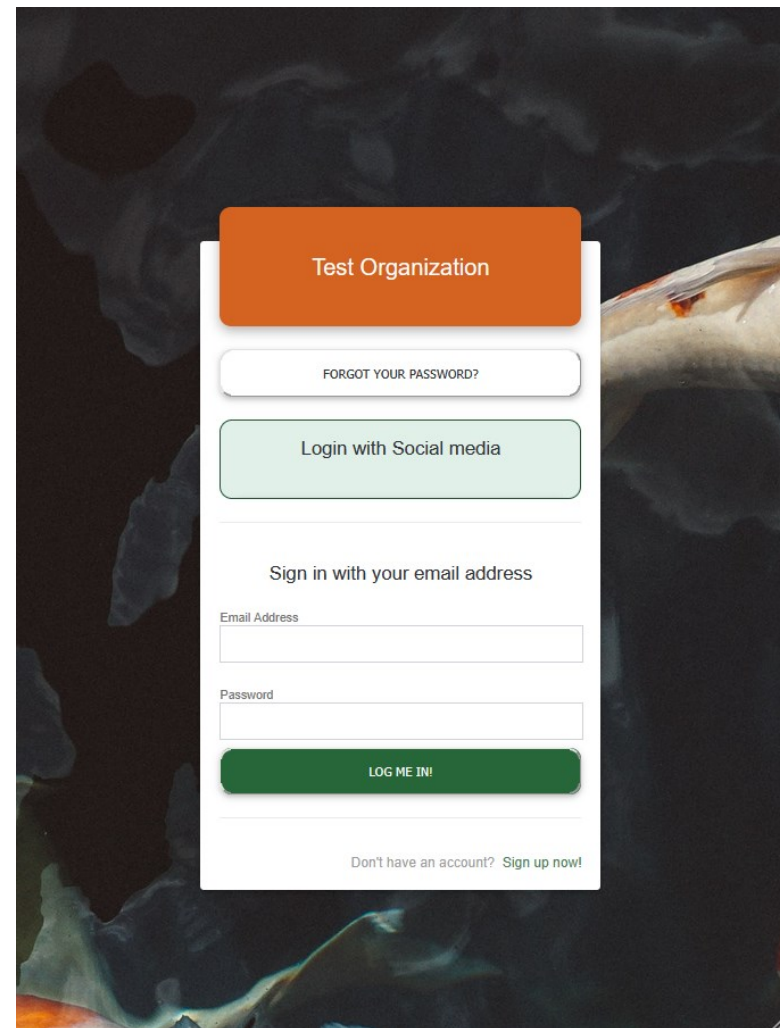 Test Organization
FORGOT YOUR PASSWORD?
Login with Social media
Sign in with your email address
Email Address
Password
LOG ME IN!
Don't have an account? Sign up now!